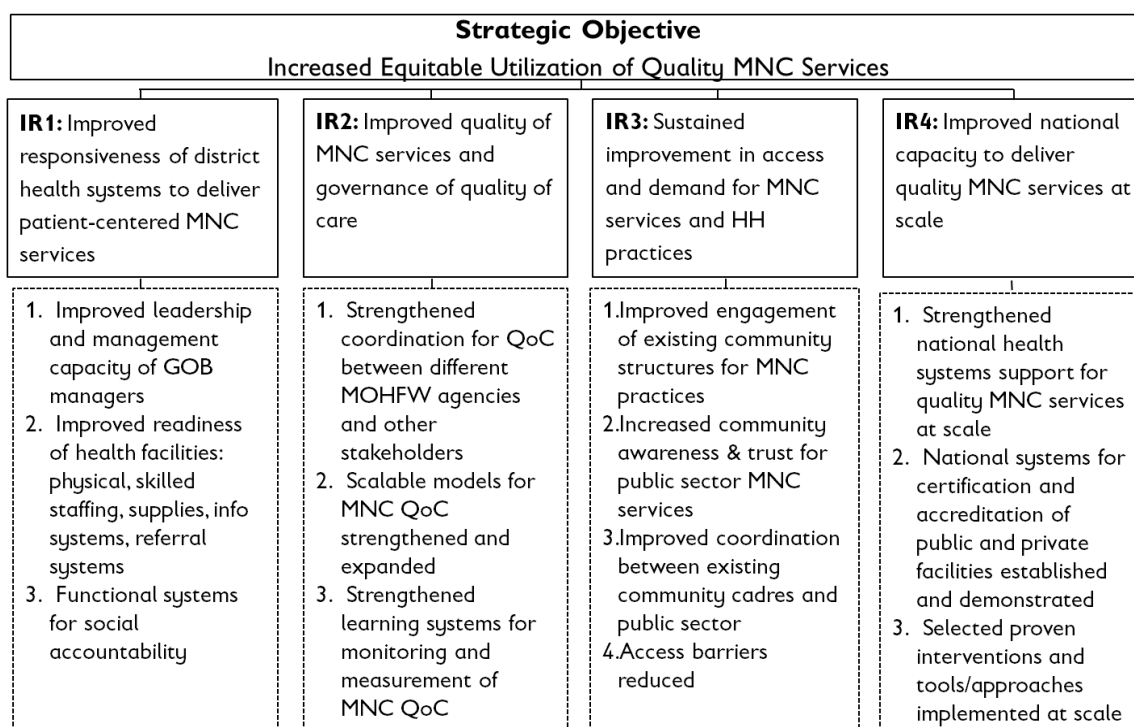 Strategic Objective
Increased Equitable Utilization of Quality MNC Services
IR1: Improved
responsiveness of district
health systems to deliver
patient-centered MNC
services
1. Improved leadership
and management
capacity of GOB
managers
2. Improved readiness
of health facilities:
physical, skilled
staffing, supplies, info
systems, referral
systems
3. Functional systems
for social
accountability
IR2: Improved quality of
MNC services and
governance of quality of
care
1. Strengthened
coordination for QoC
between different
MOHFW agencies
and other
stakeholders
2. Scalable models for
MNC QoC
strengthened and
expanded
3. Strengthened
learning systems for
monitoring and
measurement of
MNC QoC
IR3: Sustained
improvement in access
and demand for MNC
services and HH
practices
1.Improved engagement
of existing community
structures for MNC
practices
2.Increased community
awareness & trust for
public sector MNC
services
3.Improved coordination
between existing
community cadres and
public sector
4.Access barriers
reduced
IR4: Improved national
capacity to deliver
quality MNC services at
scale
1. Strengthened
national health
systems support for
quality MNC services
at scale
2. National systems for
certification and
accreditation of
public and private
facilities established
and demonstrated
3. Selected proven
interventions and
tools/approaches
implemented at scale